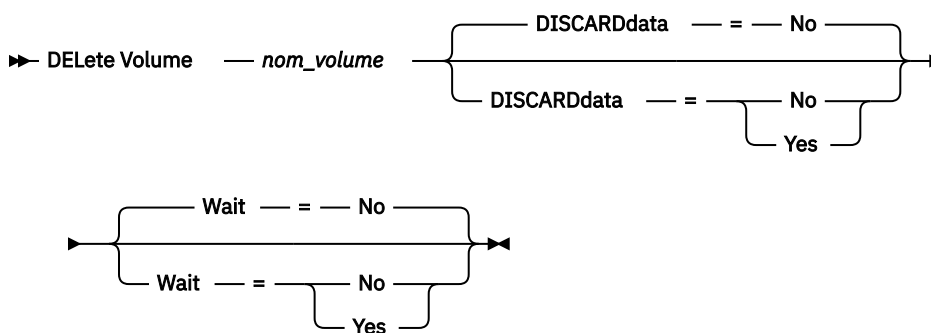 DISCARDdata = No
DELete Volume nom_volume
DISCARDdata = No
Yes
Wait = No
Wait = No
Yes